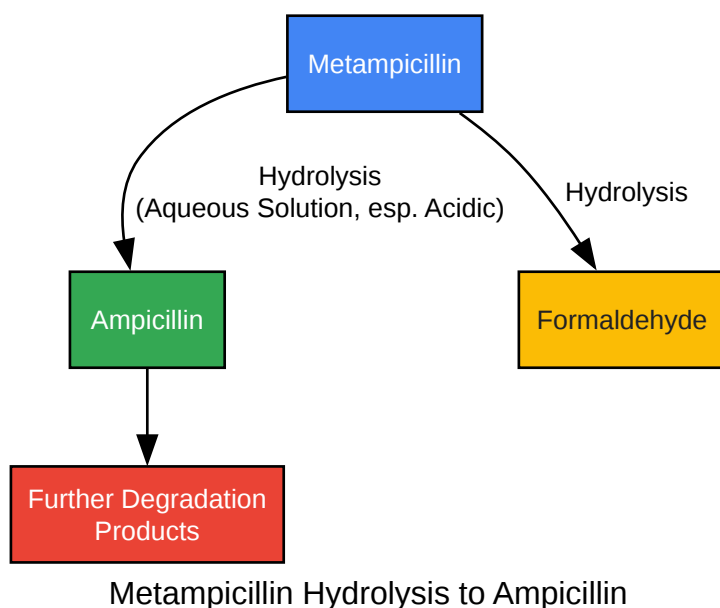 Metampicillin
Hydrolysis
(Aqueous Solution, esp. Acidic)
Hydrolysis
Ampicillin
Formaldehyde
Further Degradation
Products
Metampicillin Hydrolysis to Ampicillin